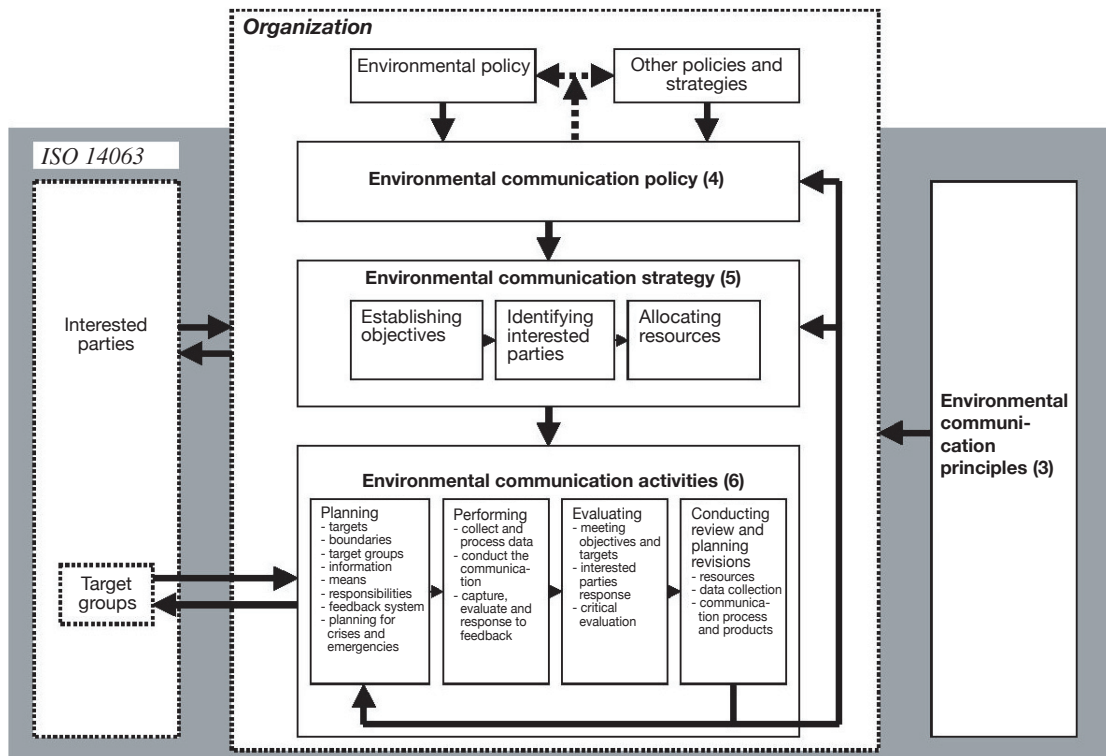 Organization
Environmental policy
Other policies and
strategies
ISO 14063
Environmental communication policy (4)
Environmental communication strategy (5)
Establishing
objectives
Identifying
interested
parties
Allocating
resources
Interested
parties
Environmental
communi-
cation
principles (3)
Environmental communication activities (6)
Planning
- targets
- boundaries
- target groups
- information
- means
- responsibilities
- feedback system
- planning for
crises and
emergencies
Performing
- collect and
process data
- conduct the
communica-
tion
- capture,
evaluate and
response to
feedback
Evaluating
- meeting
objectives and
targets
- interested
parties
response
- critical
evaluation
Conducting
review and
planning
revisions
- resources
- data collection
- communica-
tion process
and products
Target
groups